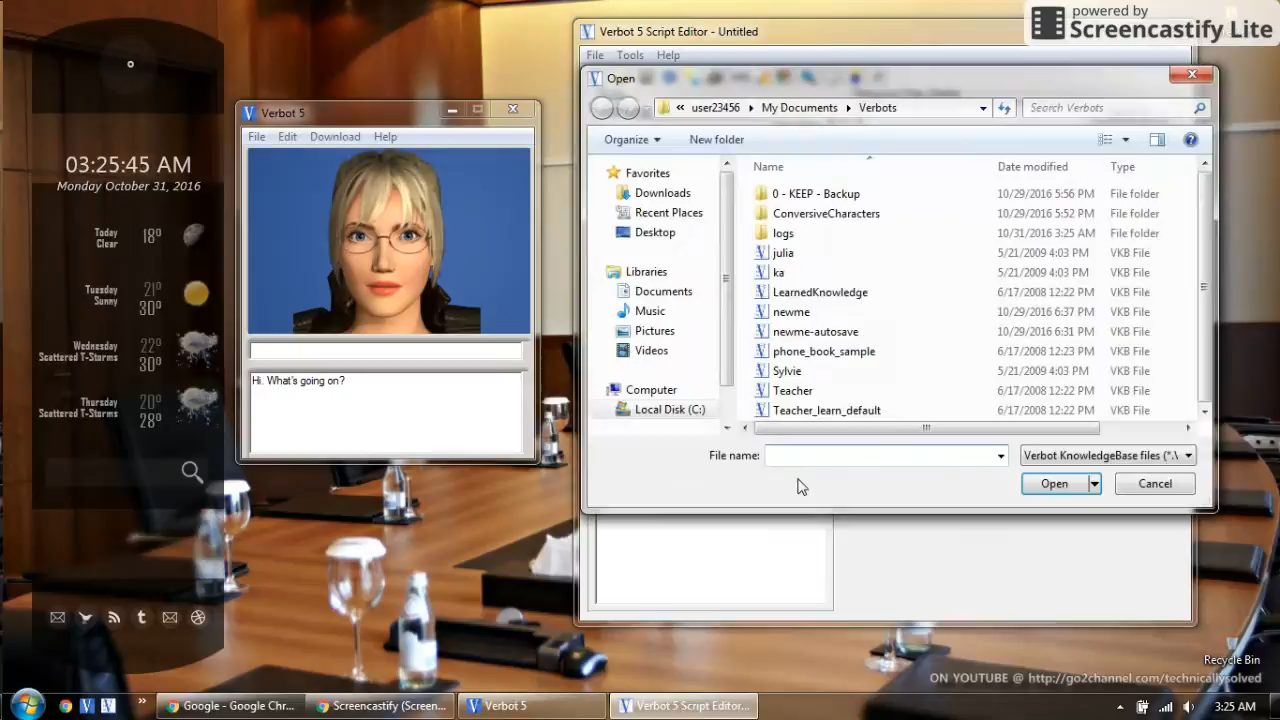 powered by
Screencastify Lite
Verbot 5 Script Editor - Untitled
File Tools Help
Open
« user23456 My Documents Verbots
Search Verbots
Organize
New folder
Favorites
Downloads
Recent Places
Desktop
Libraries
Documents
Music
Pictures
Videos
Computer
Local Disk (C:)
Name Date modified Type
0 - KEEP - Backup 10/29/2016 5:56 PM File folder
ConversiveCharacters 10/29/2016 5:52 PM File folder
logs 10/31/2016 3:25 AM File folder
julia 5/21/2009 4:03 PM VKB File
ka 5/21/2009 4:03 PM VKB File
LearnedKnowledge 6/17/2008 12:22 PM VKB File
newme 10/29/2016 6:37 PM VKB File
newme-autosave 10/29/2016 6:31 PM VKB File
phone_book_sample 6/17/2008 12:23 PM VKB File
Sylvie 5/21/2009 4:03 PM VKB File
Teacher 6/17/2008 12:22 PM VKB File
Teacher_learn_default 6/17/2008 12:22 PM VKB File
File name:
Verbot KnowledgeBase files (*.\
Open
Cancel
Verbot 5
File Edit Download Help
Hi. What's going on?
03:25:45 AM
Monday October 31, 2016
Today
Clear
18°
Tuesday
Sunny
21°
30°
Wednesday
Scattered T-Storms
22°
30°
Thursday
Scattered T-Storms
20°
28°
Recycle Bin
ON YOUTUBE @ http://go2channel.com/technicallysolved
Google - Google Chr...
Screencastify (Screen...
Verbot 5
Verbot 5 Script Editor...
3:25 AM